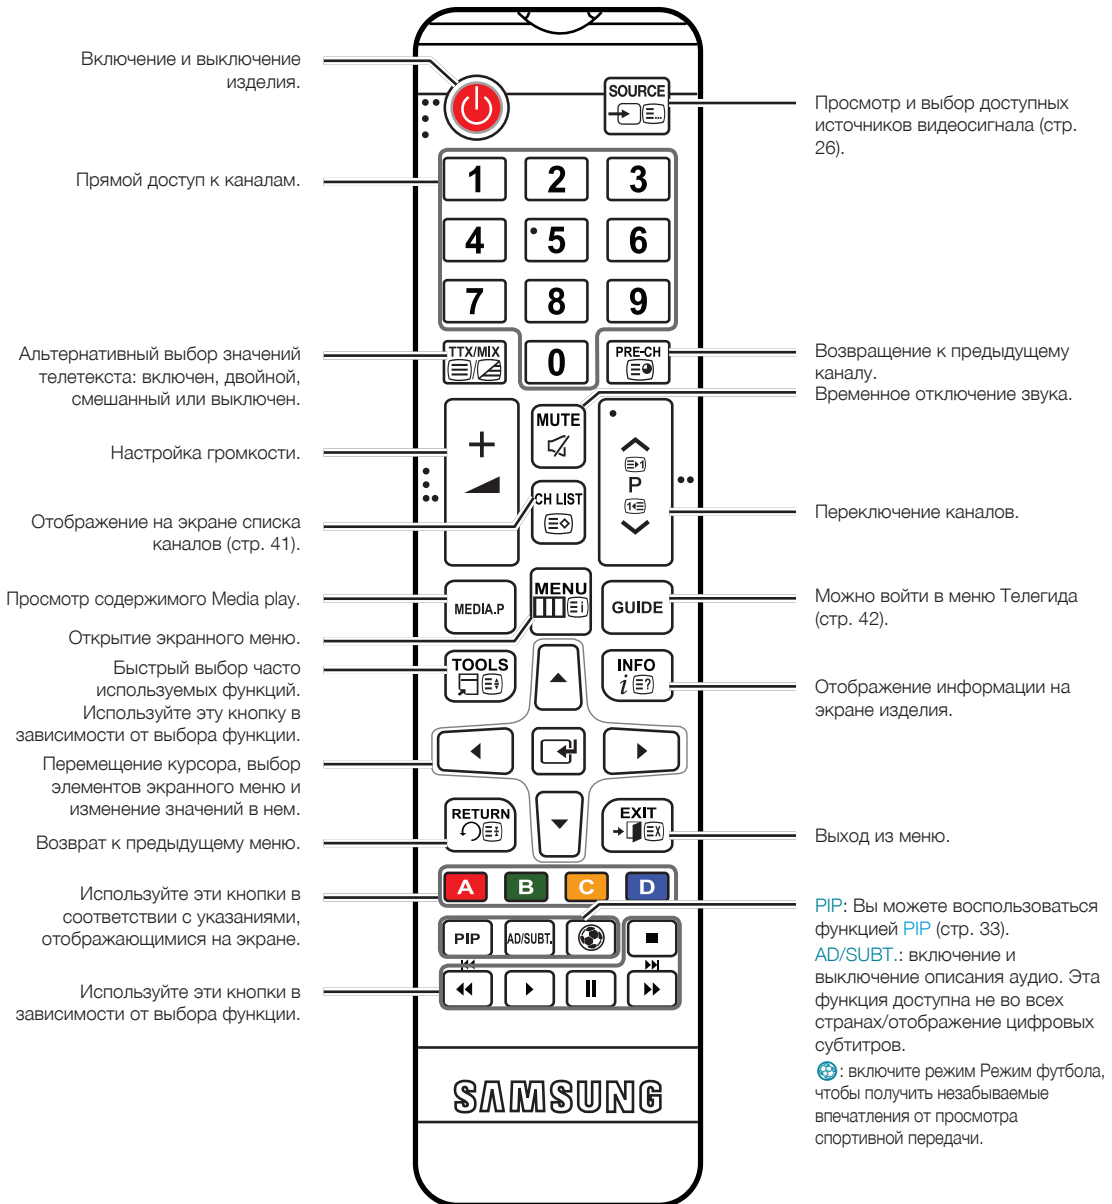 Включение и выключение
изделия.
SOURCE
Просмотр и выбор доступных
источников видеосигнала (стр.
26).
Прямой доступ к каналам.
1 2 3
4 5 6
7 8 9
0
Альтернативный выбор значений
телетекста: включен, двойной,
смешанный или выключен.
TTX/MIX
PRE-CH
Возвращение к предыдущему
каналу.
Временное отключение звука.
MUTE
Настройка громкости.
CH LIST
P
Отображение на экране списка
каналов (стр. 41).
Переключение каналов.
Просмотр содержимого Media play.
MEDIA.P
MENU
GUIDE
Можно войти в меню Телегида
(стр. 42).
Открытие экранного меню.
Быстрый выбор часто
используемых функций.
Используйте эту кнопку в
зависимости от выбора функции.
TOOLS
INFO
Отображение информации на
экране изделия.
Перемещение курсора, выбор
элементов экранного меню и
изменение значений в нем.
RETURN
EXIT
Возврат к предыдущему меню.
Выход из меню.
A B C D
Используйте эти кнопки в
соответствии с указаниями,
отображающимися на экране.
PIP AD/SUBT.
PIP: Вы можете воспользоваться
функцией PIP (стр. 33).
AD/SUBT.: включение и
выключение описания аудио. Эта
функция доступна не во всех
странах/отображение цифровых
субтитров.
: включите режим Режим футбола,
чтобы получить незабываемые
впечатления от просмотра
спортивной передачи.
Используйте эти кнопки в
зависимости от выбора функции.
SAMSUNG